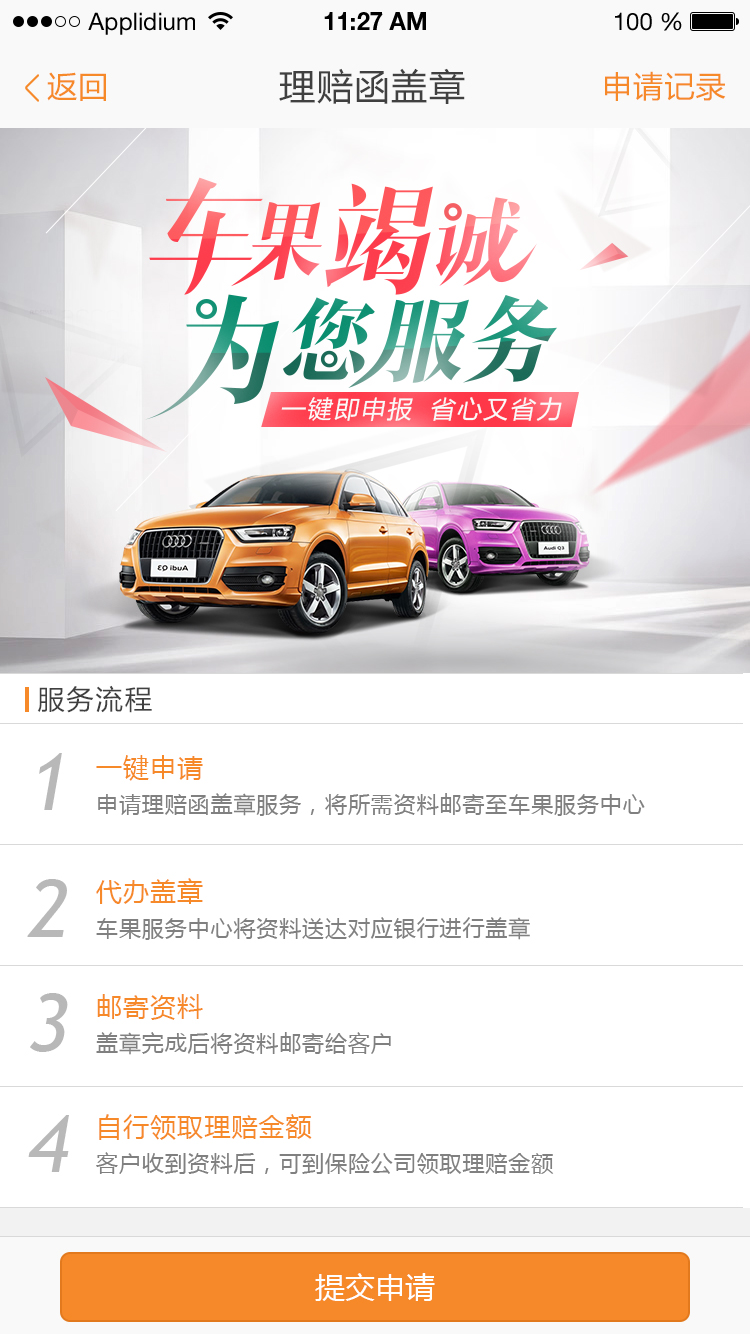 Applidium 11:27 AM 100 %
返回 理赔函盖章 申请记录
车果竭诚
为您服务
一键即申报 省心又省力
Audi Q3
Audi Q3
服务流程
1 一键申请
申请理赔函盖章服务，将所需资料邮寄至车果服务中心
2 代办盖章
车果服务中心将资料送达对应银行进行盖章
3 邮寄资料
盖章完成后将资料邮寄给客户
4 自行领取理赔金额
客户收到资料后，可到保险公司领取理赔金额
提交申请